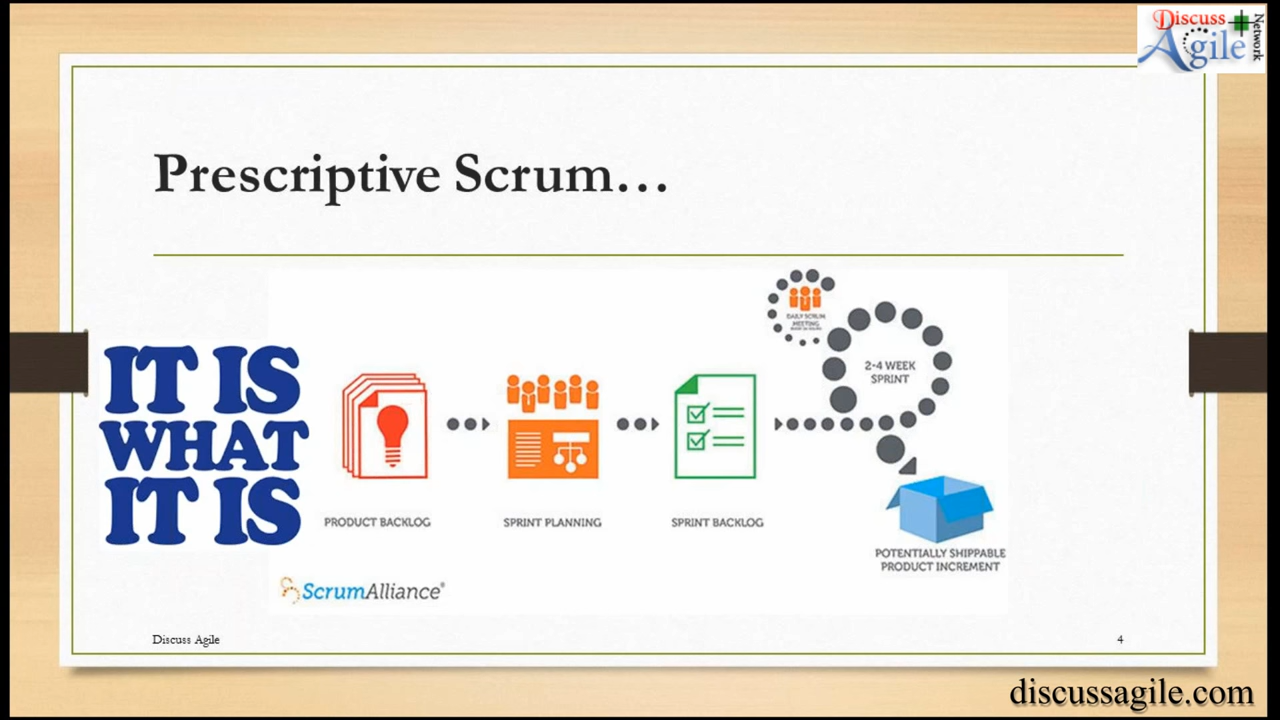 Discuss
Agile
Network
Prescriptive Scrum…
IT IS
WHAT
IT IS
DAILY SCRUM
MEETING
2-4 WEEK
SPRINT
PRODUCT BACKLOG
SPRINT PLANNING
SPRINT BACKLOG
POTENTIALLY SHIPPABLE
PRODUCT INCREMENT
ScrumAlliance®
Discuss Agile
4
discussagile.com